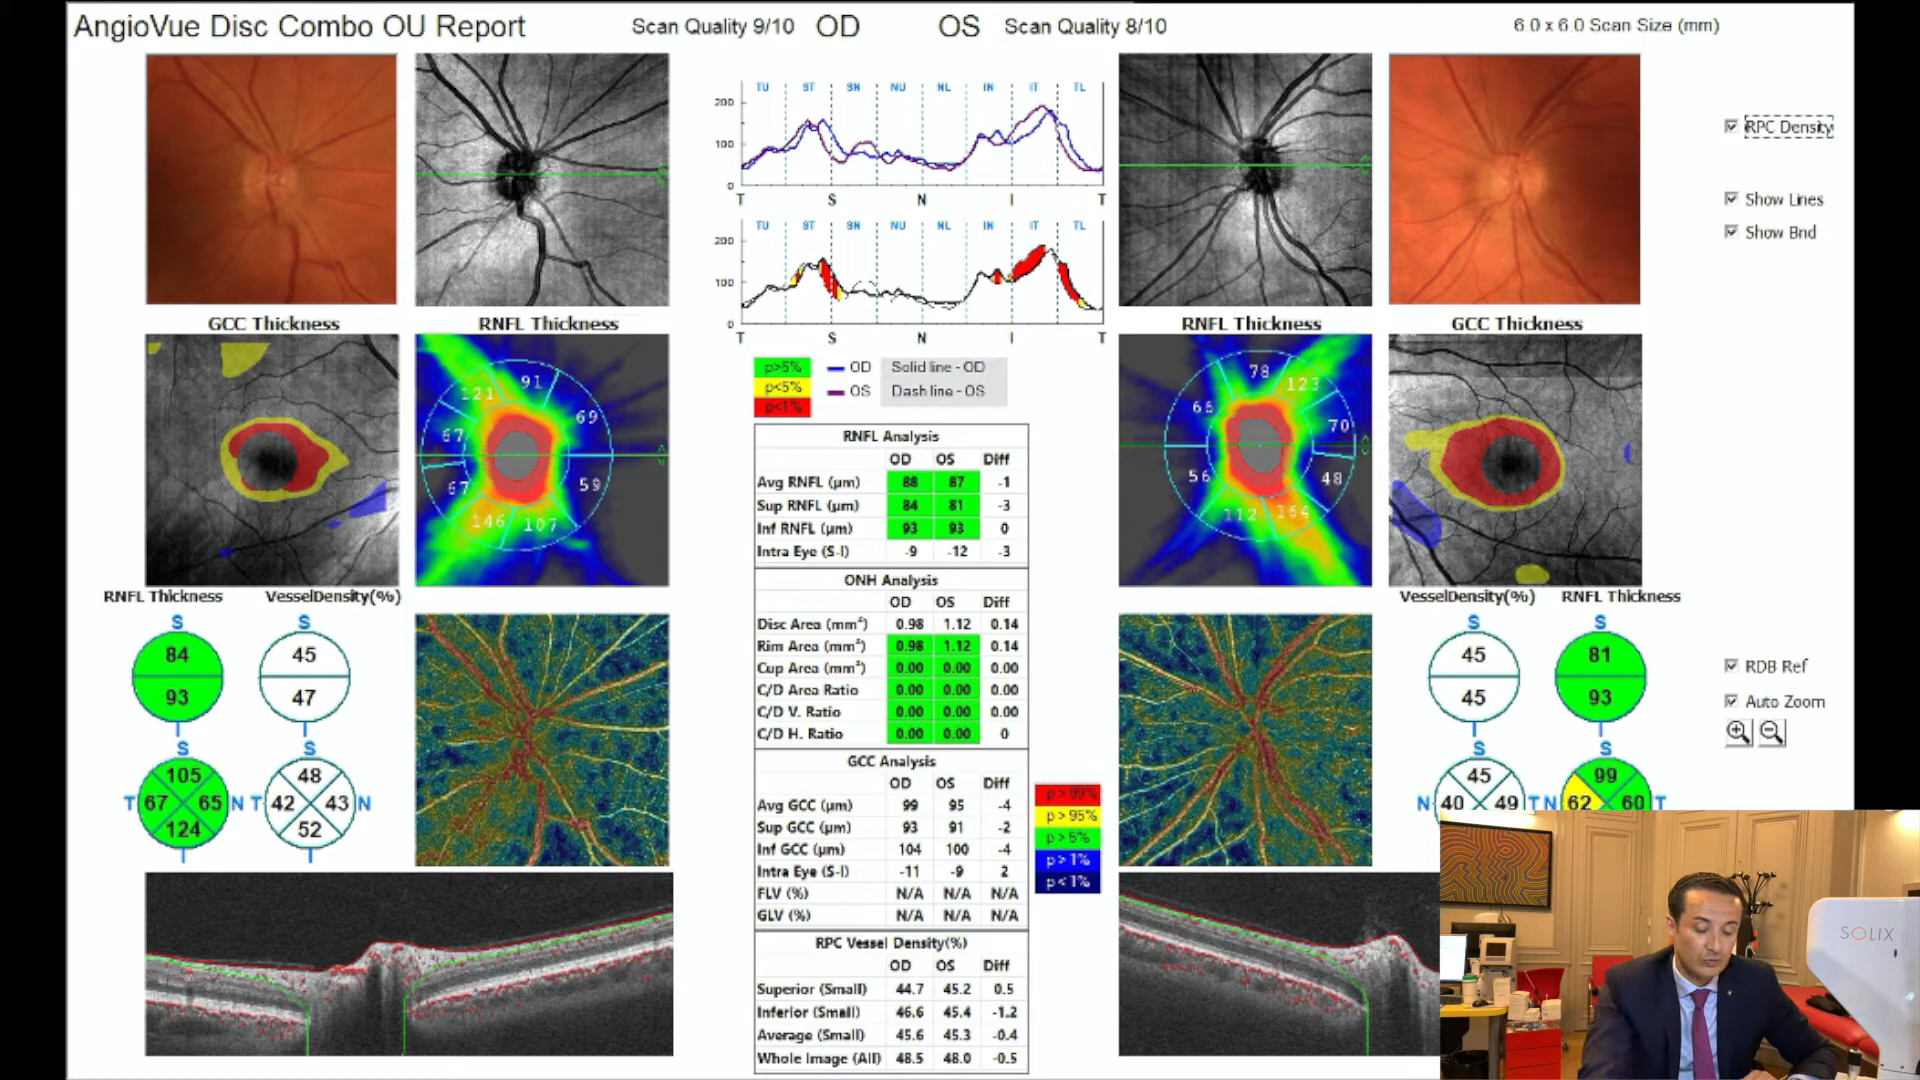 AngioVue Disc Combo OU Report
Scan Quality 9/10 OD OS Scan Quality 8/10
6.0 x 6.0 Scan Size (mm)
TU ST SN NU NL IN IT TL
200
100
0
T S N I T
TU ST SN NU NL IN IT TL
200
100
0
T S N I T
RPC Density
Show Lines
Show Bnd
GCC Thickness
RNFL Thickness
RNFL Thickness
GCC Thickness
p>5%
p<5%
p<1%
OD
OS
Solid line - OD
Dash line - OS
121 91
67 69
67 59
146 107
78 123
66 70
56 48
112 164
RNFL Analysis
OD OS Diff
Avg RNFL (µm) 88 87 -1
Sup RNFL (µm) 84 81 -3
Inf RNFL (µm) 93 93 0
Intra Eye (S-I) -9 -12 -3
ONH Analysis
OD OS Diff
Disc Area (mm²) 0.98 1.12 0.14
Rim Area (mm²) 0.98 1.12 0.14
Cup Area (mm²) 0.00 0.00 0.00
C/D Area Ratio 0.00 0.00 0.00
C/D V. Ratio 0.00 0.00 0.00
C/D H. Ratio 0.00 0.00 0
GCC Analysis
OD OS Diff
Avg GCC (µm) 99 95 -4
Sup GCC (µm) 93 91 -2
Inf GCC (µm) 104 100 -4
Intra Eye (S-I) -11 -9 2
FLV (%) N/A N/A N/A
GLV (%) N/A N/A N/A
RPC Vessel Density(%)
OD OS Diff
Superior (Small) 44.7 45.2 0.5
Inferior (Small) 46.6 45.4 -1.2
Average (Small) 45.6 45.3 -0.4
Whole Image (All) 48.5 48.0 -0.5
p > 99%
p > 95%
p > 5%
p > 1%
p < 1%
RNFL Thickness VesselDensity(%)
S S
84 45
93 47
I I
S S
105 48
T 67 65 N T 42 43 N
124 52
I I
VesselDensity(%) RNFL Thickness
S S
45 81
45 93
I I
S S
45 99
N 40 49 T N 62 60 T
RDB Ref
Auto Zoom
SOLIX